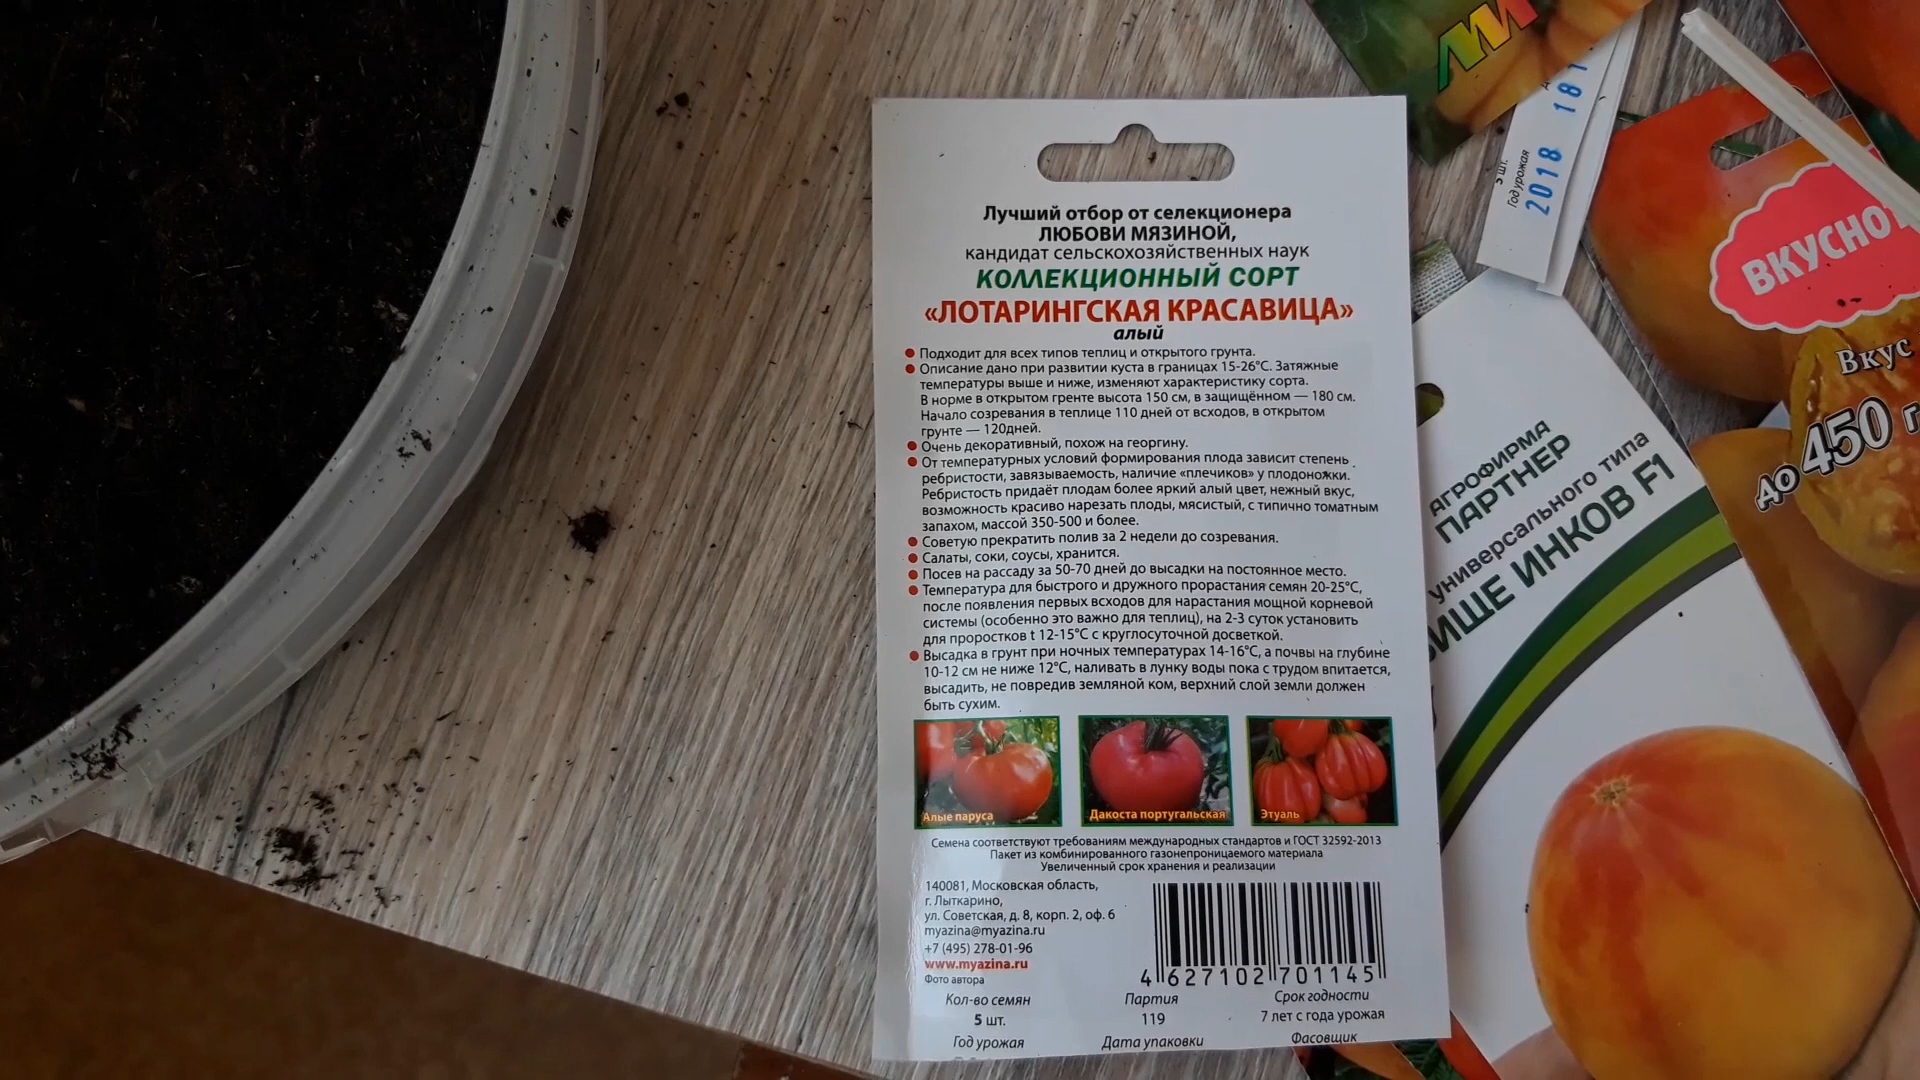 Лучший отбор от селекционера
ЛЮБОВИ МЯЗИНОЙ,
кандидат сельскохозяйственных наук
КОЛЛЕКЦИОННЫЙ СОРТ
«ЛОТАРИНГСКАЯ КРАСАВИЦА»
алый
Подходит для всех типов теплиц и открытого грунта.
Описание дано при развитии куста в границах 15-26°С. Затяжные
температуры выше и ниже, изменяют характеристику сорта.
В норме в открытом гренте высота 150 см, в защищённом — 180 см.
Начало созревания в теплице 110 дней от всходов, в открытом
грунте — 120дней.
Очень декоративный, похож на георгину.
От температурных условий формирования плода зависит степень
ребристости, завязываемость, наличие «плечиков» у плодоножки.
Ребристость придаёт плодам более яркий алый цвет, нежный вкус,
возможность красиво нарезать плоды, мясистый, с типично томатным
запахом, массой 350-500 и более.
Советую прекратить полив за 2 недели до созревания.
Салаты, соки, соусы, хранится.
Посев на рассаду за 50-70 дней до высадки на постоянное место.
Температура для быстрого и дружного прорастания семян 20-25°С,
после появления первых всходов для нарастания мощной корневой
системы (особенно это важно для теплиц), на 2-3 суток установить
для проростков t 12-15°С с круглосуточной досветкой.
Высадка в грунт при ночных температурах 14-16°С, а почвы на глубине
10-12 см не ниже 12°С, наливать в лунку воды пока с трудом впитается,
высадить, не повредив земляной ком, верхний слой земли должен
быть сухим.
Алые паруса
Дакоста португальская
Этуаль
Семена соответствуют требованиям международных стандартов и ГОСТ 32592-2013
Пакет из комбинированного газонепроницаемого материала
Увеличенный срок хранения и реализации
140081, Московская область,
г. Лыткарино,
ул. Советская, д. 8, корп. 2, оф. 6
myazina@myazina.ru
+7 (495) 278-01-96
www.myazina.ru
Фото автора
4 627102 701145
Кол-во семян
5 шт.
Партия
119
Срок годности
7 лет с года урожая
Год урожая
Дата упаковки
Фасовщик
5 шт.
Год урожая
2018
181
ВКУСНО
Вкус
до 450 г
АГРОФИРМА
ПАРТНЕР
универсального типа
ИЩЕ ИНКОВ F1